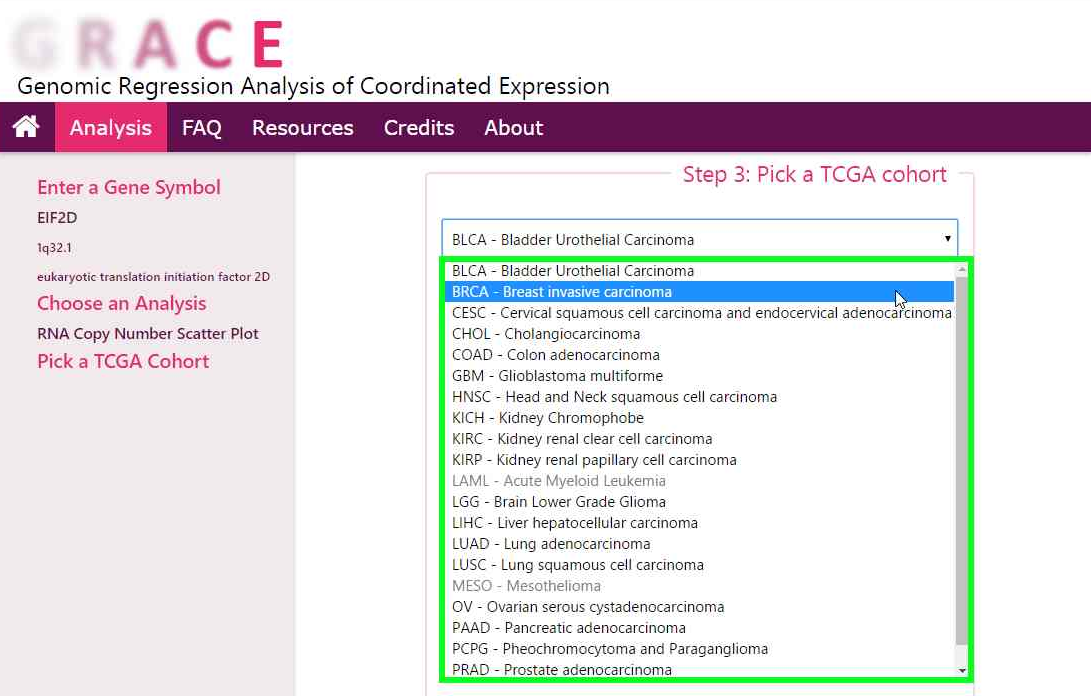 GRACE
Genomic Regression Analysis of Coordinated Expression
Analysis FAQ Resources Credits About
Enter a Gene Symbol
EIF2D
1q32.1
eukaryotic translation initiation factor 2D
Choose an Analysis
RNA Copy Number Scatter Plot
Pick a TCGA Cohort
Step 3: Pick a TCGA cohort
BLCA - Bladder Urothelial Carcinoma
BLCA - Bladder Urothelial Carcinoma
BRCA - Breast invasive carcinoma
CESC - Cervical squamous cell carcinoma and endocervical adenocarcinoma
CHOL - Cholangiocarcinoma
COAD - Colon adenocarcinoma
GBM - Glioblastoma multiforme
HNSC - Head and Neck squamous cell carcinoma
KICH - Kidney Chromophobe
KIRC - Kidney renal clear cell carcinoma
KIRP - Kidney renal papillary cell carcinoma
LAML - Acute Myeloid Leukemia
LGG - Brain Lower Grade Glioma
LIHC - Liver hepatocellular carcinoma
LUAD - Lung adenocarcinoma
LUSC - Lung squamous cell carcinoma
MESO - Mesothelioma
OV - Ovarian serous cystadenocarcinoma
PAAD - Pancreatic adenocarcinoma
PCPG - Pheochromocytoma and Paraganglioma
PRAD - Prostate adenocarcinoma